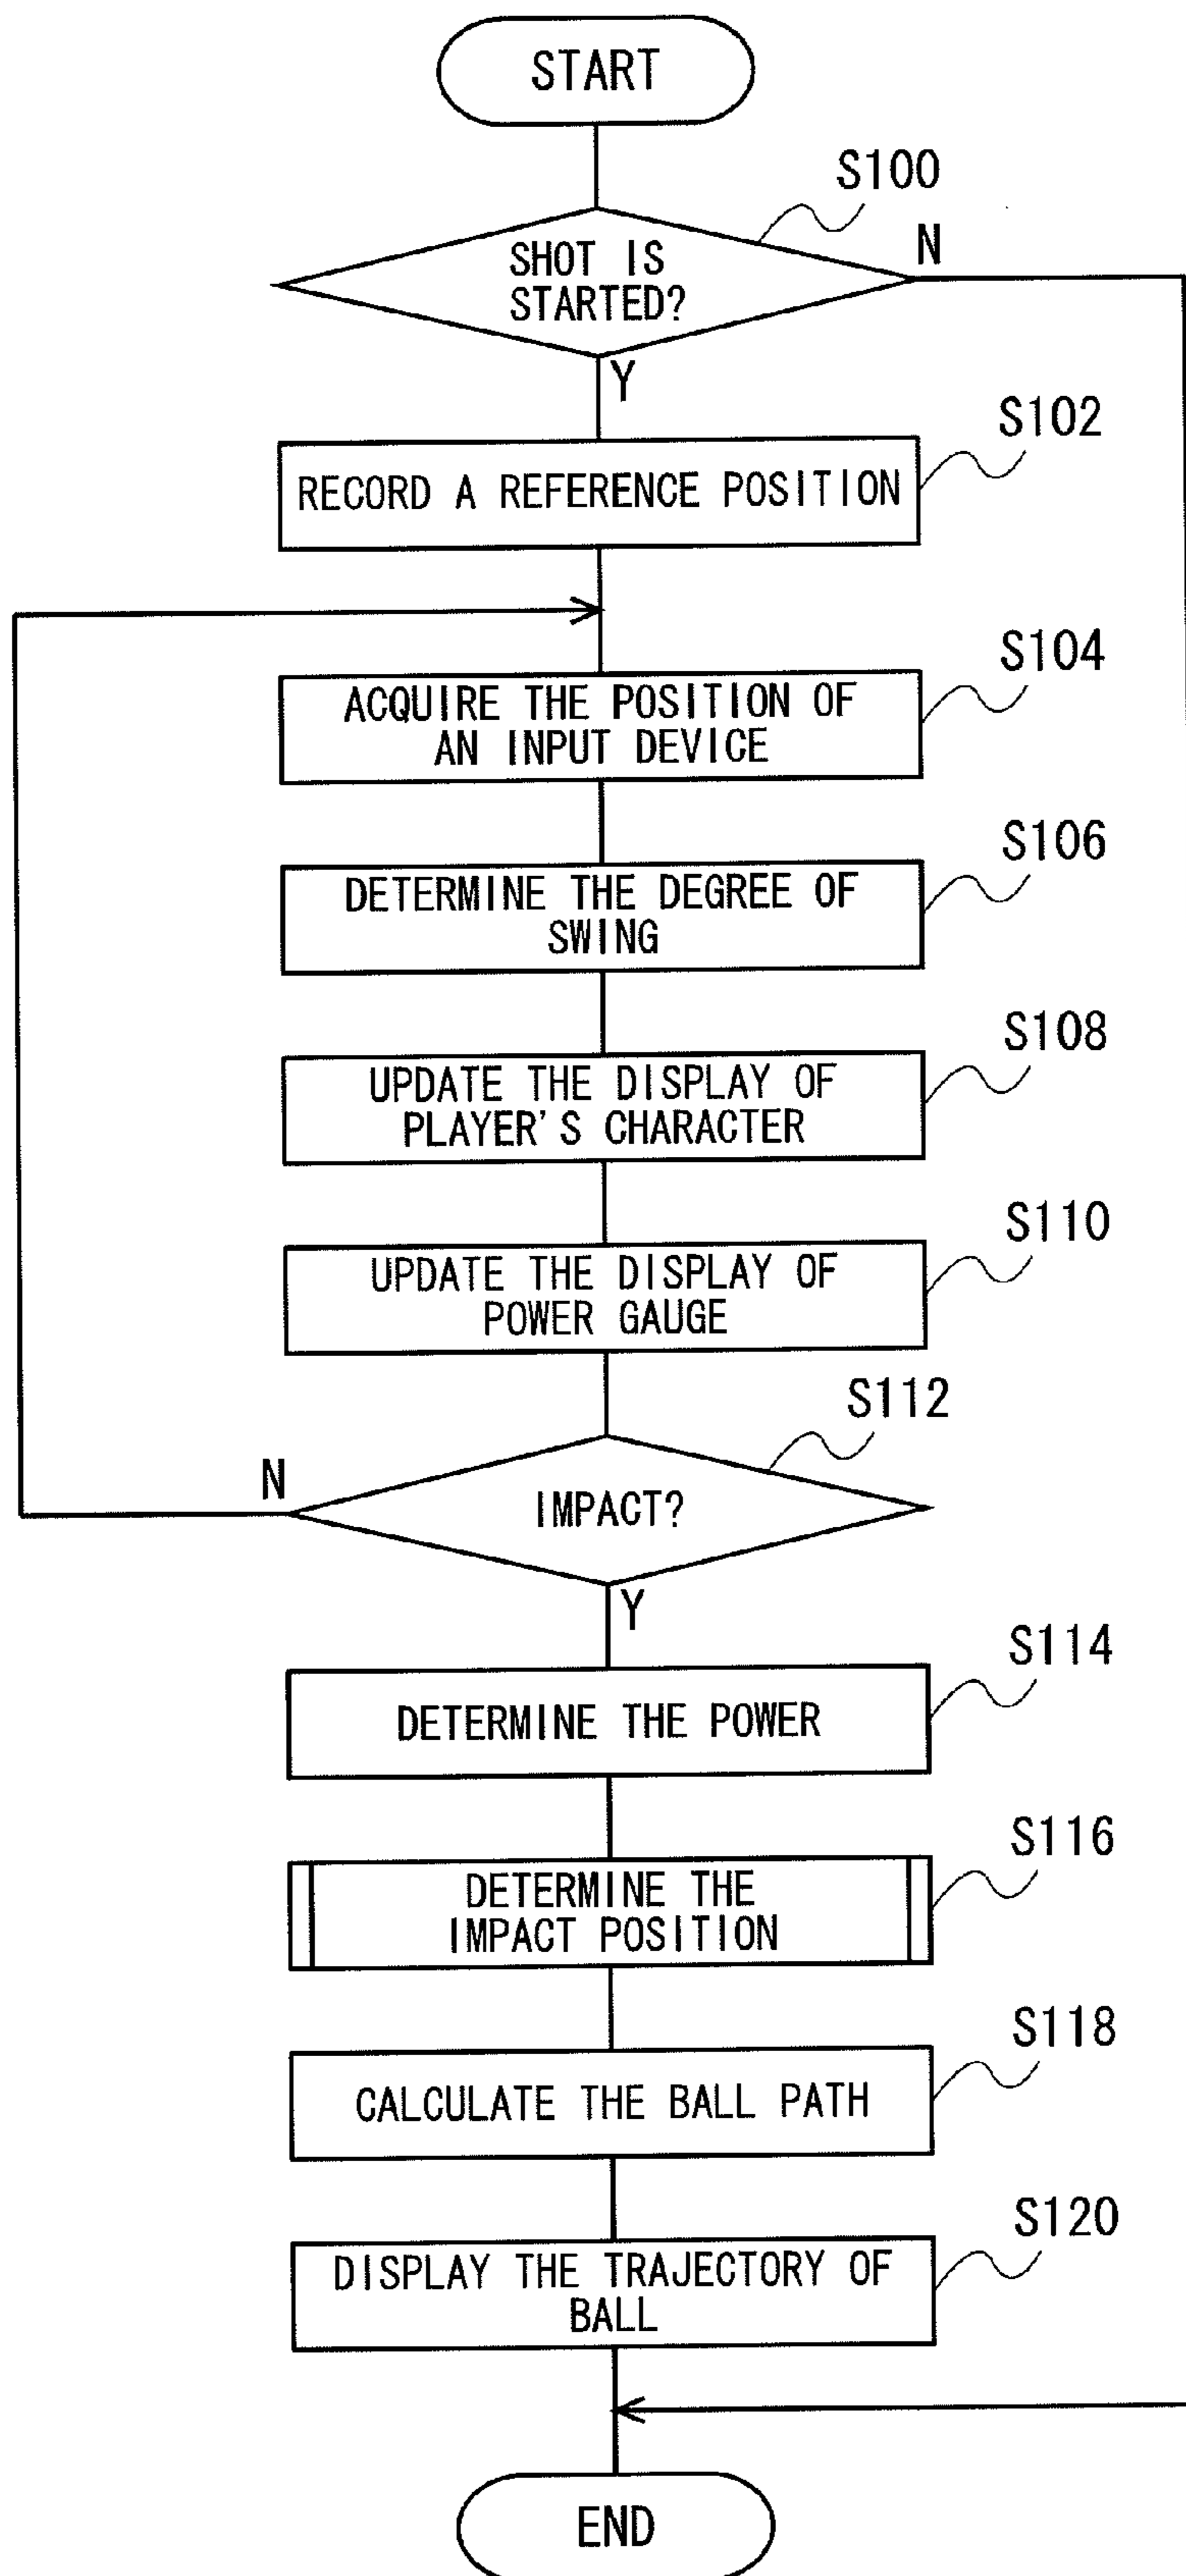 START
S100
SHOT IS
STARTED?
N
Y
S102
RECORD A REFERENCE POSITION
S104
ACQUIRE THE POSITION OF
AN INPUT DEVICE
S106
DETERMINE THE DEGREE OF
SWING
S108
UPDATE THE DISPLAY OF
PLAYER'S CHARACTER
S110
UPDATE THE DISPLAY OF
POWER GAUGE
S112
N
IMPACT?
Y
S114
DETERMINE THE POWER
S116
DETERMINE THE
IMPACT POSITION
S118
CALCULATE THE BALL PATH
S120
DISPLAY THE TRAJECTORY OF
BALL
END